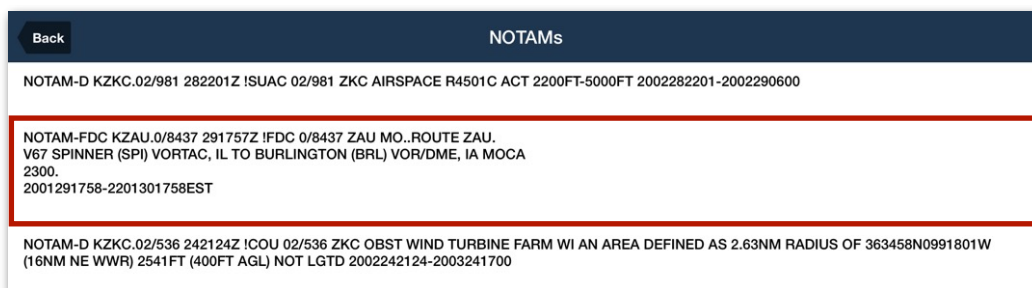 Back
NOTAMs
NOTAM-D KZKC.02/981 282201Z !SUAC 02/981 ZKC AIRSPACE R4501C ACT 2200FT-5000FT 2002282201-2002290600
NOTAM-FDC KZAU.0/8437 291757Z !FDC 0/8437 ZAU MO..ROUTE ZAU.
V67 SPINNER (SPI) VORTAC, IL TO BURLINGTON (BRL) VOR/DME, IA MOCA
2300.
2001291758-2201301758EST
NOTAM-D KZKC.02/536 242124Z !COU 02/536 ZKC OBST WIND TURBINE FARM WI AN AREA DEFINED AS 2.63NM RADIUS OF 363458N0991801W
(16NM NE WWR) 2541FT (400FT AGL) NOT LGTD 2002242124-2003241700